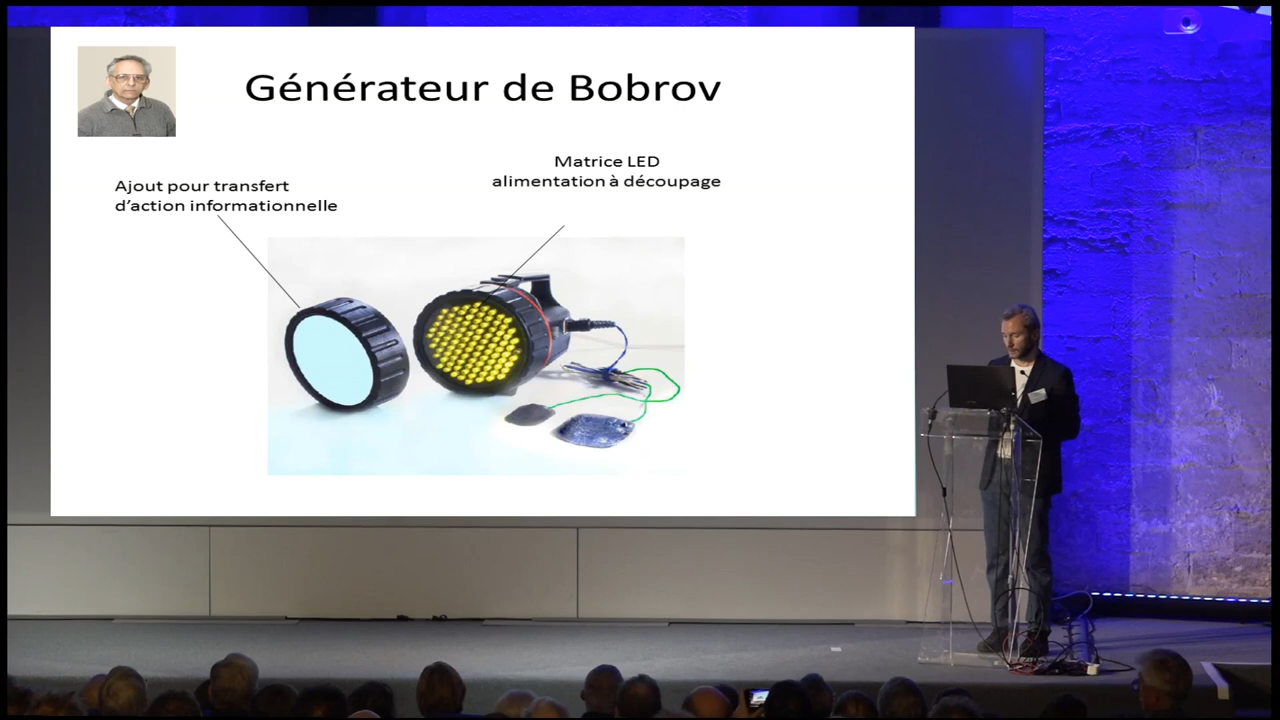 Générateur de Bobrov
Matrice LED
alimentation à découpage
Ajout pour transfert
d’action informationnelle